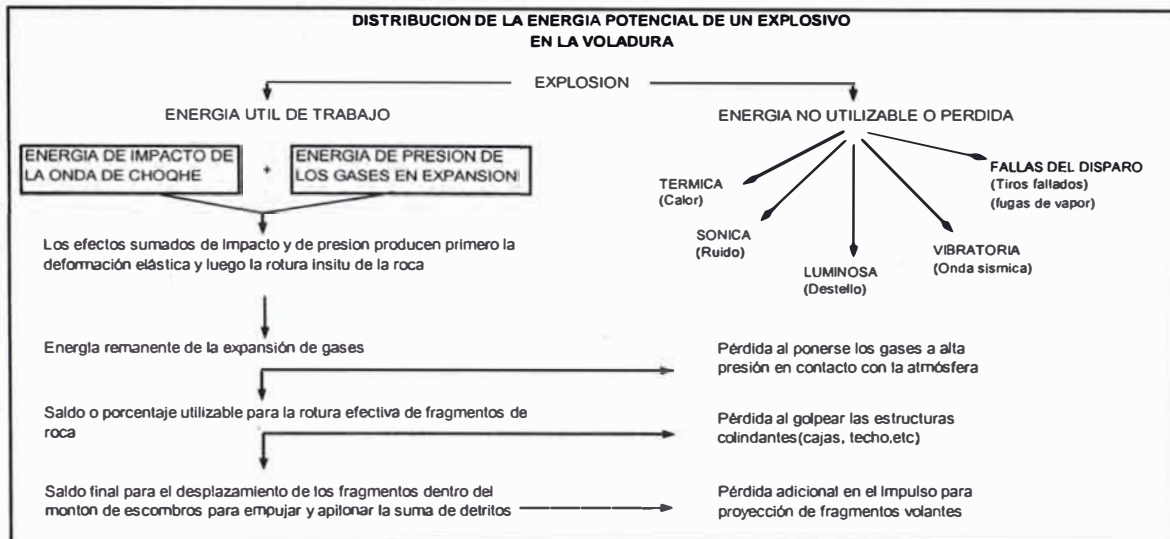 DISTRIBUCION DE LA ENERGIA POTENCIAL DE UN EXPLOSIVO
EN LA VOLADURA
EXPLOSION
ENERGIA UTIL DE TRABAJO
ENERGIA NO UTILIZABLE O PERDIDA
ENERGIA DE IMPACTO DE
LA ONDA DE CHOQHE
+
ENERGIA DE PRESION DE
LOS GASES EN EXPANSION
TERMICA
(Calor)
SONICA
(Ruido)
LUMINOSA
(Destello)
VIBRATORIA
(Onda sismica)
FALLAS DEL DISPARO
(Tiros fallados)
(fugas de vapor)
Los efectos sumados de Impacto y de presion producen primero la
deformación elástica y luego la rotura insitu de la roca
Energia remanente de la expansión de gases
Pérdida al ponerse los gases a alta
presión en contacto con la atmósfera
Saldo o porcentaje utilizable para la rotura efectiva de fragmentos de
roca
Pérdida al golpear las estructuras
colindantes(cajas, techo,etc)
Saldo final para el desplazamiento de los fragmentos dentro del
monton de escombros para empujar y apilonar la suma de detritos
Pérdida adicional en el Impulso para
proyección de fragmentos volantes